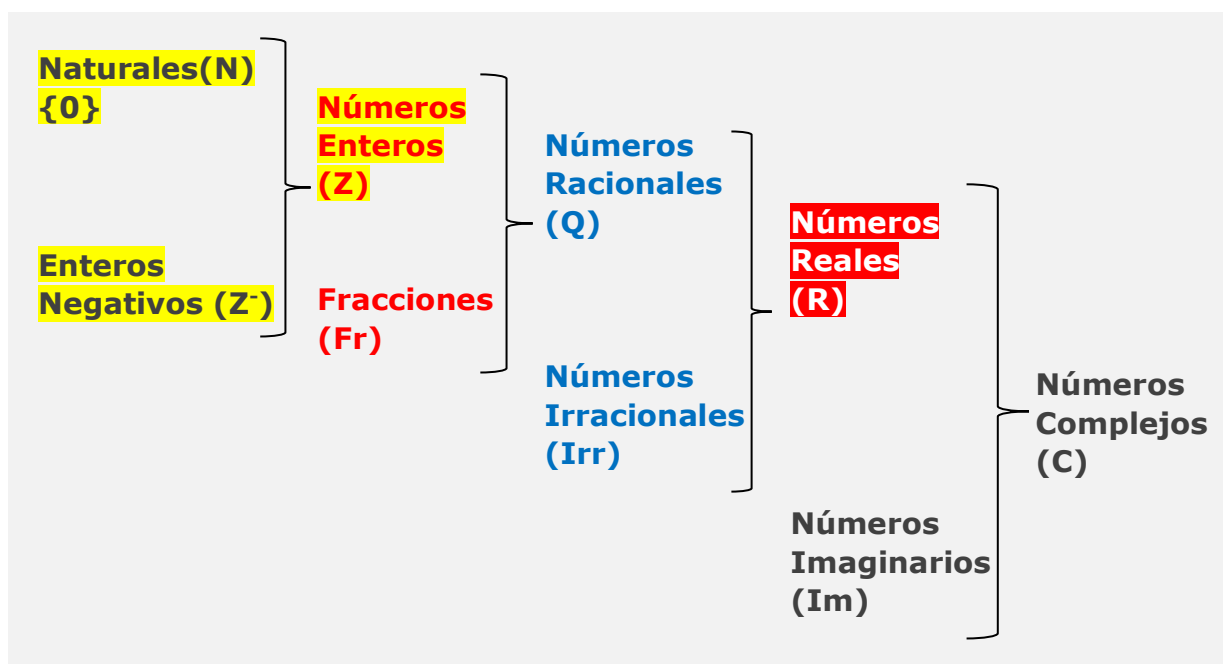 Naturales(N)
{0}
Enteros
Negativos (Z⁻)
Números
Enteros
(Z)
Fracciones
(Fr)
Números
Racionales
(Q)
Números
Irracionales
(Irr)
Números
Reales
(R)
Números
Imaginarios
(Im)
Números
Complejos
(C)